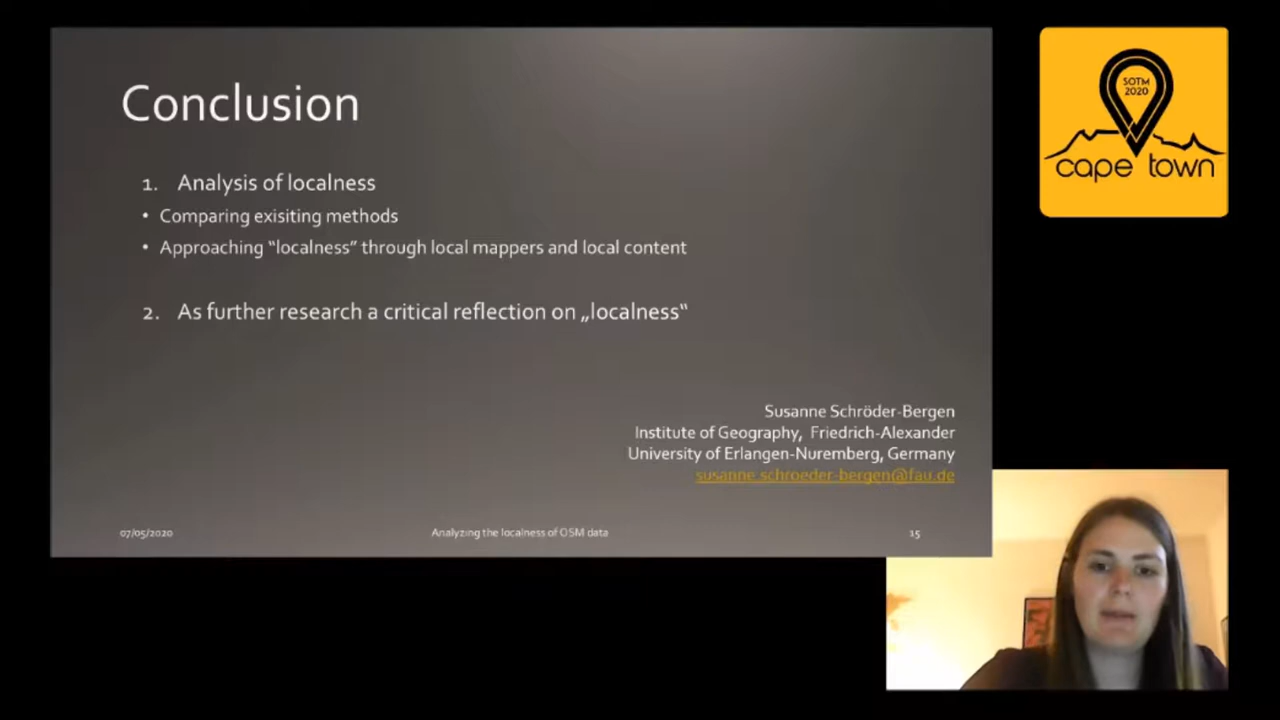 Conclusion
1. Analysis of localness
• Comparing exisiting methods
• Approaching “localness” through local mappers and local content
2. As further research a critical reflection on „localness“
Susanne Schröder-Bergen
Institute of Geography, Friedrich-Alexander
University of Erlangen-Nuremberg, Germany
susanne.schroeder-bergen@fau.de
07/05/2020
Analyzing the localness of OSM data
15
SOTM
2020
cape town